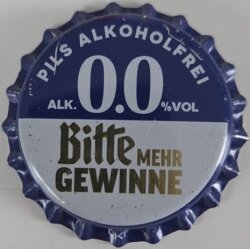 PILS ALKOHOLFREI
ALK. 0.0 %VOL
Bitte MEHR
GEWINNE